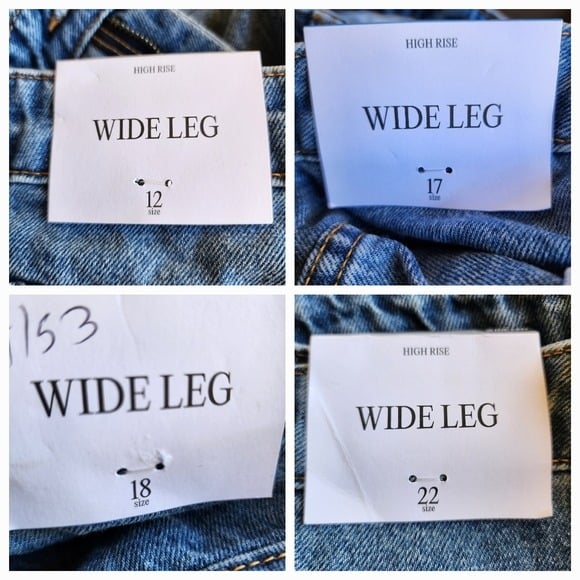 HIGH RISE
WIDE LEG
12
size
HIGH RISE
WIDE LEG
17
size
153
WIDE LEG
18
size
HIGH RISE
WIDE LEG
22
size